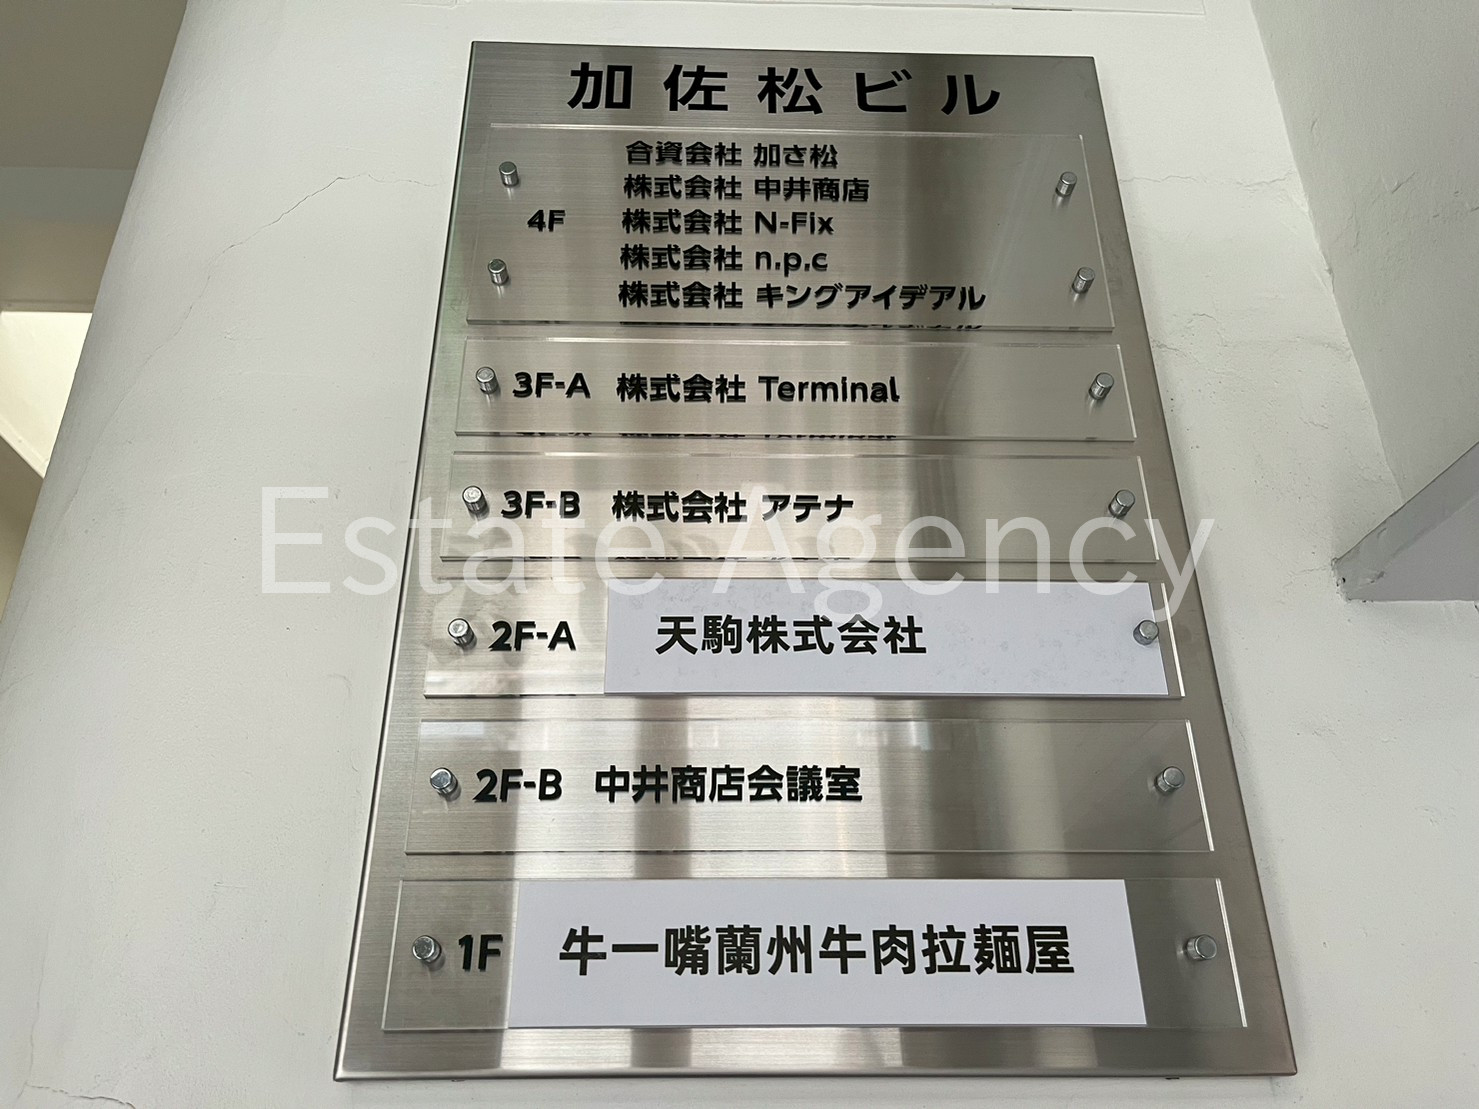 加佐松ビル
合資会社 加さ松
株式会社 中井商店
4F 株式会社 N-Fix
株式会社 n.p.c
株式会社 キングアイデアル
3F-A 株式会社 Terminal
3F-B 株式会社 アテナ
Estate Agency
2F-A 天駒株式会社
2F-B 中井商店会議室
1F 牛一嘴蘭州牛肉拉麺屋